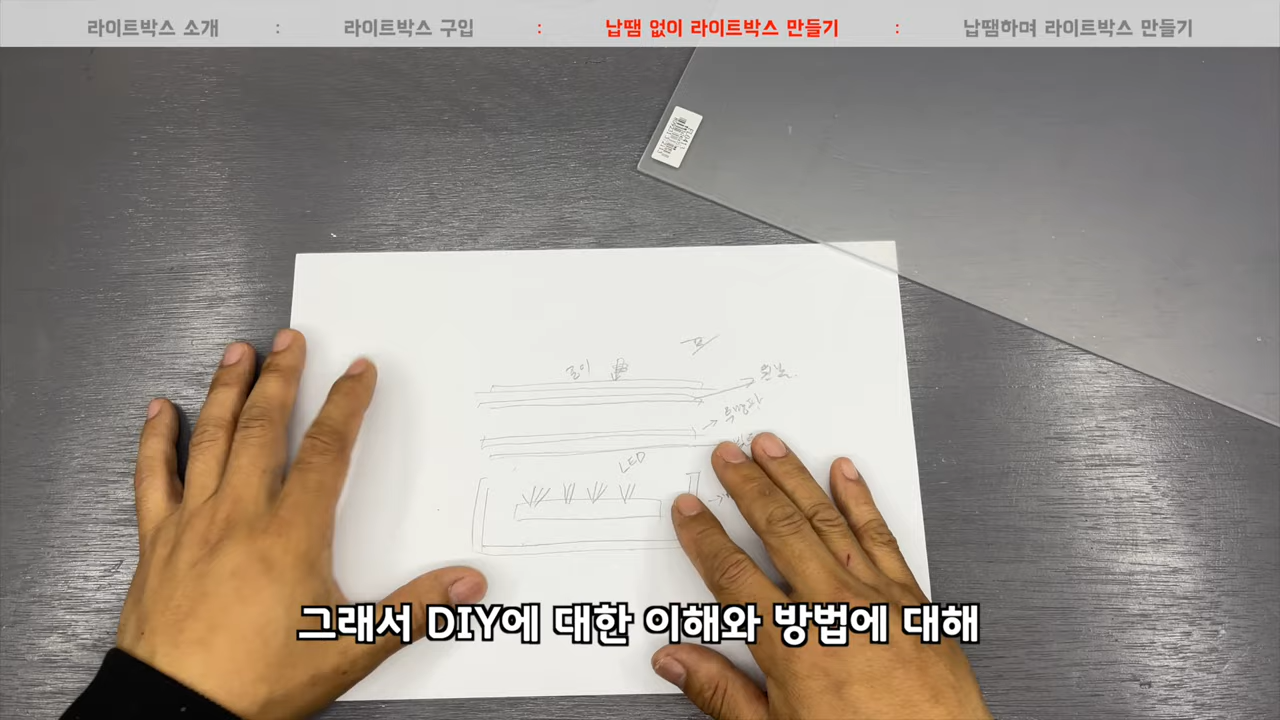 라이트박스 소개 : 라이트박스 구입 : 납땜 없이 라이트박스 만들기 : 납땜하며 라이트박스 만들기
종이
LED
그래서 DIY에 대한 이해와 방법에 대해